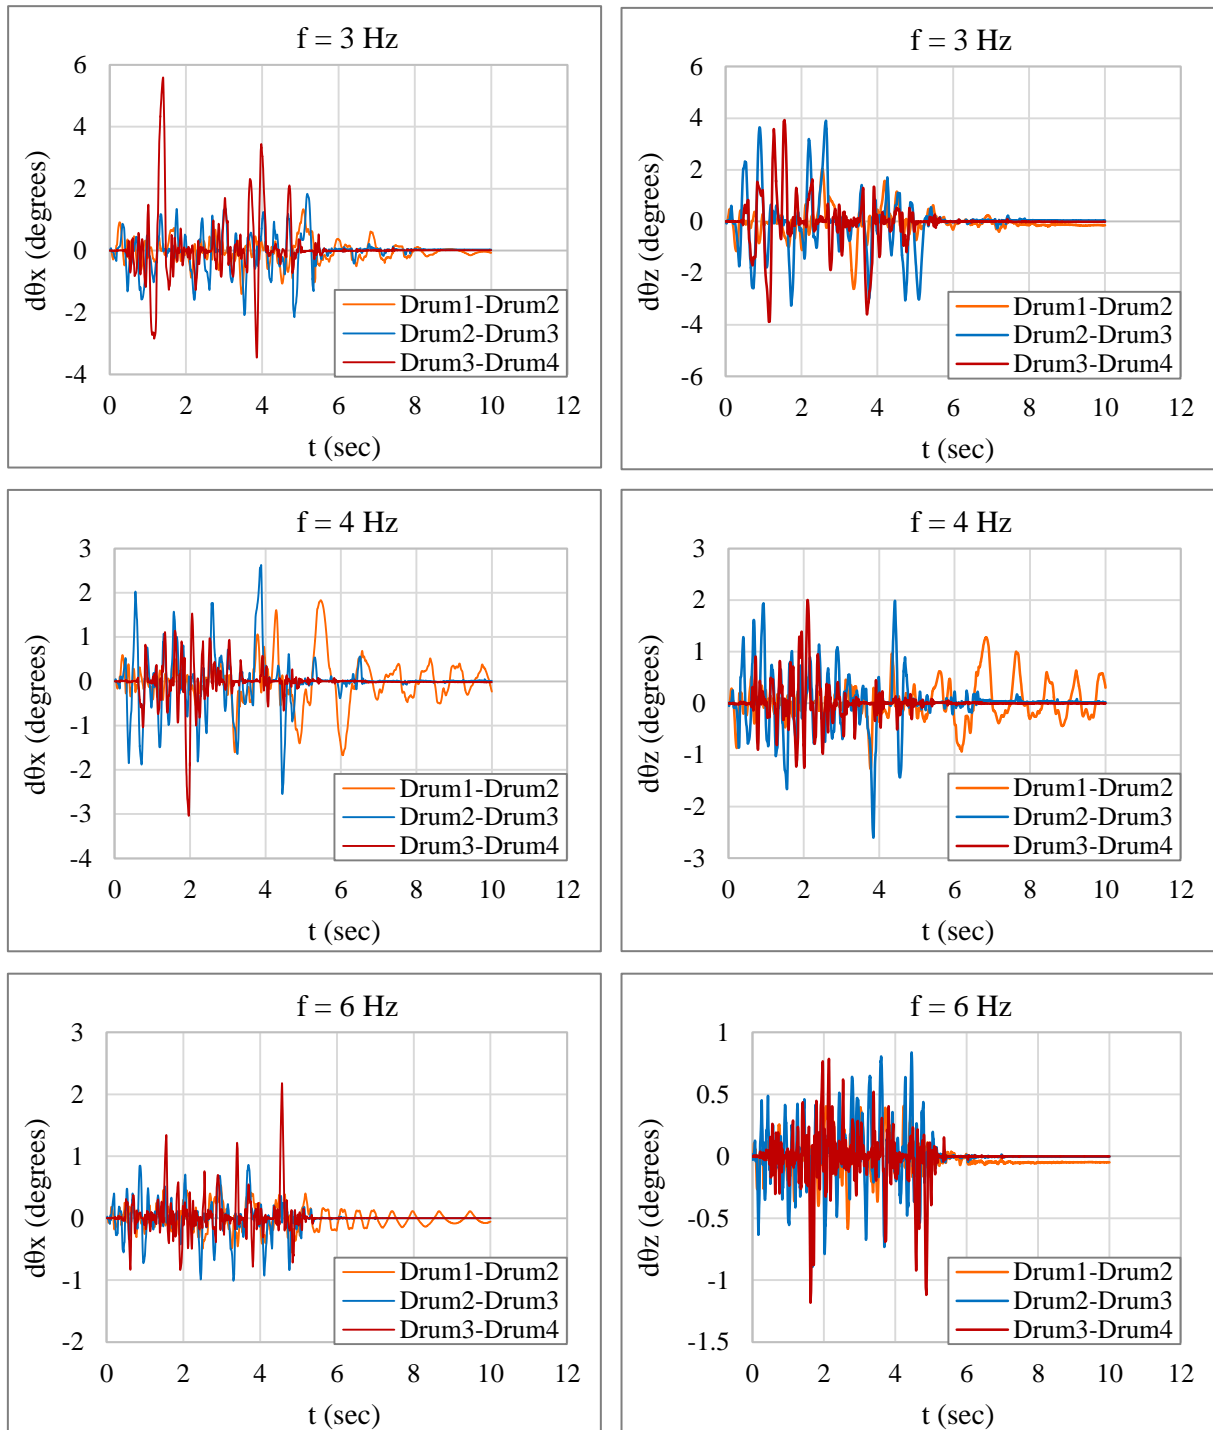 f = 3 Hz
6
4
2
0
-2
-4
dθx (degrees)
Drum1-Drum2
Drum2-Drum3
Drum3-Drum4
0 2 4 6 8 10 12
t (sec)
f = 3 Hz
6
4
2
0
-2
-4
-6
dθz (degrees)
Drum1-Drum2
Drum2-Drum3
Drum3-Drum4
0 2 4 6 8 10 12
t (sec)
f = 4 Hz
3
2
1
0
-1
-2
-3
-4
dθx (degrees)
Drum1-Drum2
Drum2-Drum3
Drum3-Drum4
0 2 4 6 8 10 12
t (sec)
f = 4 Hz
3
2
1
0
-1
-2
-3
dθz (degrees)
Drum1-Drum2
Drum2-Drum3
Drum3-Drum4
0 2 4 6 8 10 12
t (sec)
f = 6 Hz
3
2
1
0
-1
-2
dθx (degrees)
Drum1-Drum2
Drum2-Drum3
Drum3-Drum4
0 2 4 6 8 10 12
t (sec)
f = 6 Hz
1
0.5
0
-0.5
-1
-1.5
dθz (degrees)
Drum1-Drum2
Drum2-Drum3
Drum3-Drum4
0 2 4 6 8 10 12
t (sec)